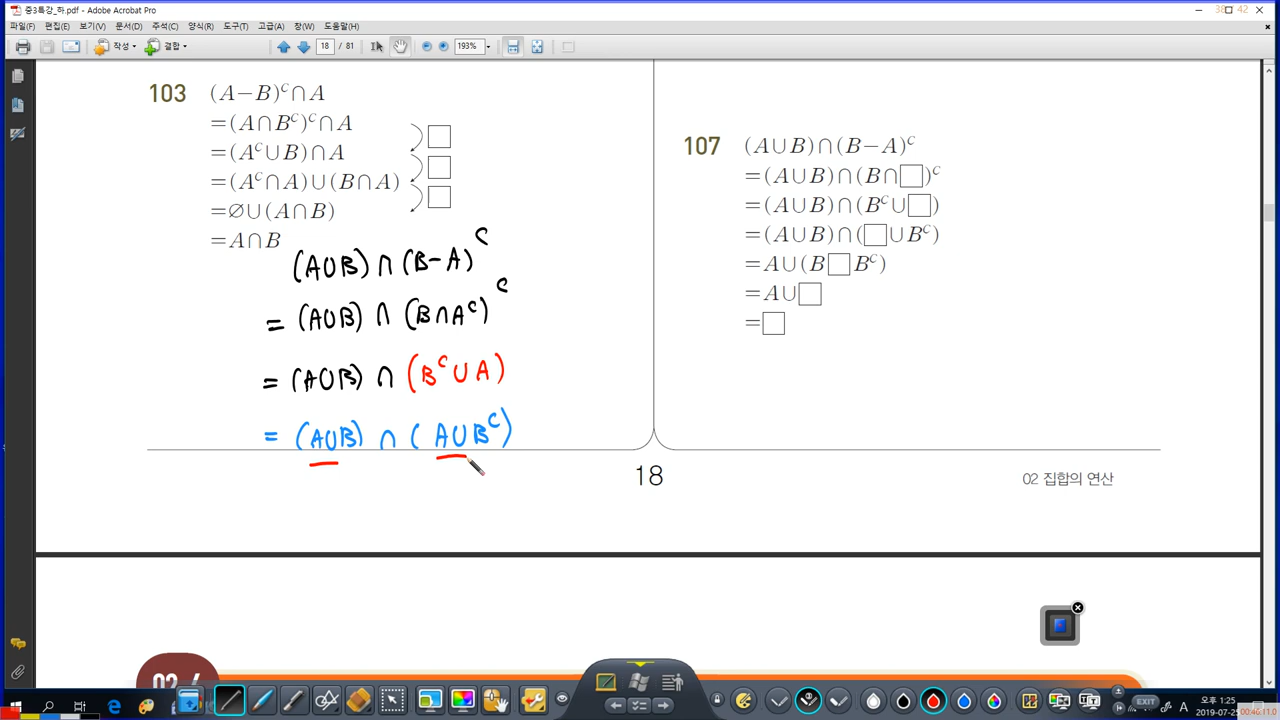 중3특강_하.pdf - Adobe Acrobat Pro
파일(F) 편집(E) 보기(V) 문서(D) 주석(C) 양식(R) 도구(T) 고급(A) 창(W) 도움말(H)
작성 결합 18 / 81 193%
103 (A−B)ᶜ∩A
=(A∩Bᶜ)ᶜ∩A
=(Aᶜ∪B)∩A
=(Aᶜ∩A)∪(B∩A)
=∅∪(A∩B)
=A∩B
(A∪B)∩(B−A)ᶜ
= (A∪B)∩(B∩Aᶜ)ᶜ
= (A∪B)∩(Bᶜ∪A)
= (A∪B)∩(A∪Bᶜ)
107 (A∪B)∩(B−A)ᶜ
=(A∪B)∩(B∩□)ᶜ
=(A∪B)∩(Bᶜ∪□)
=(A∪B)∩(□∪Bᶜ)
=A∪(B□Bᶜ)
=A∪□
=□
18
02 집합의 연산
EXIT
A 오후 1:25